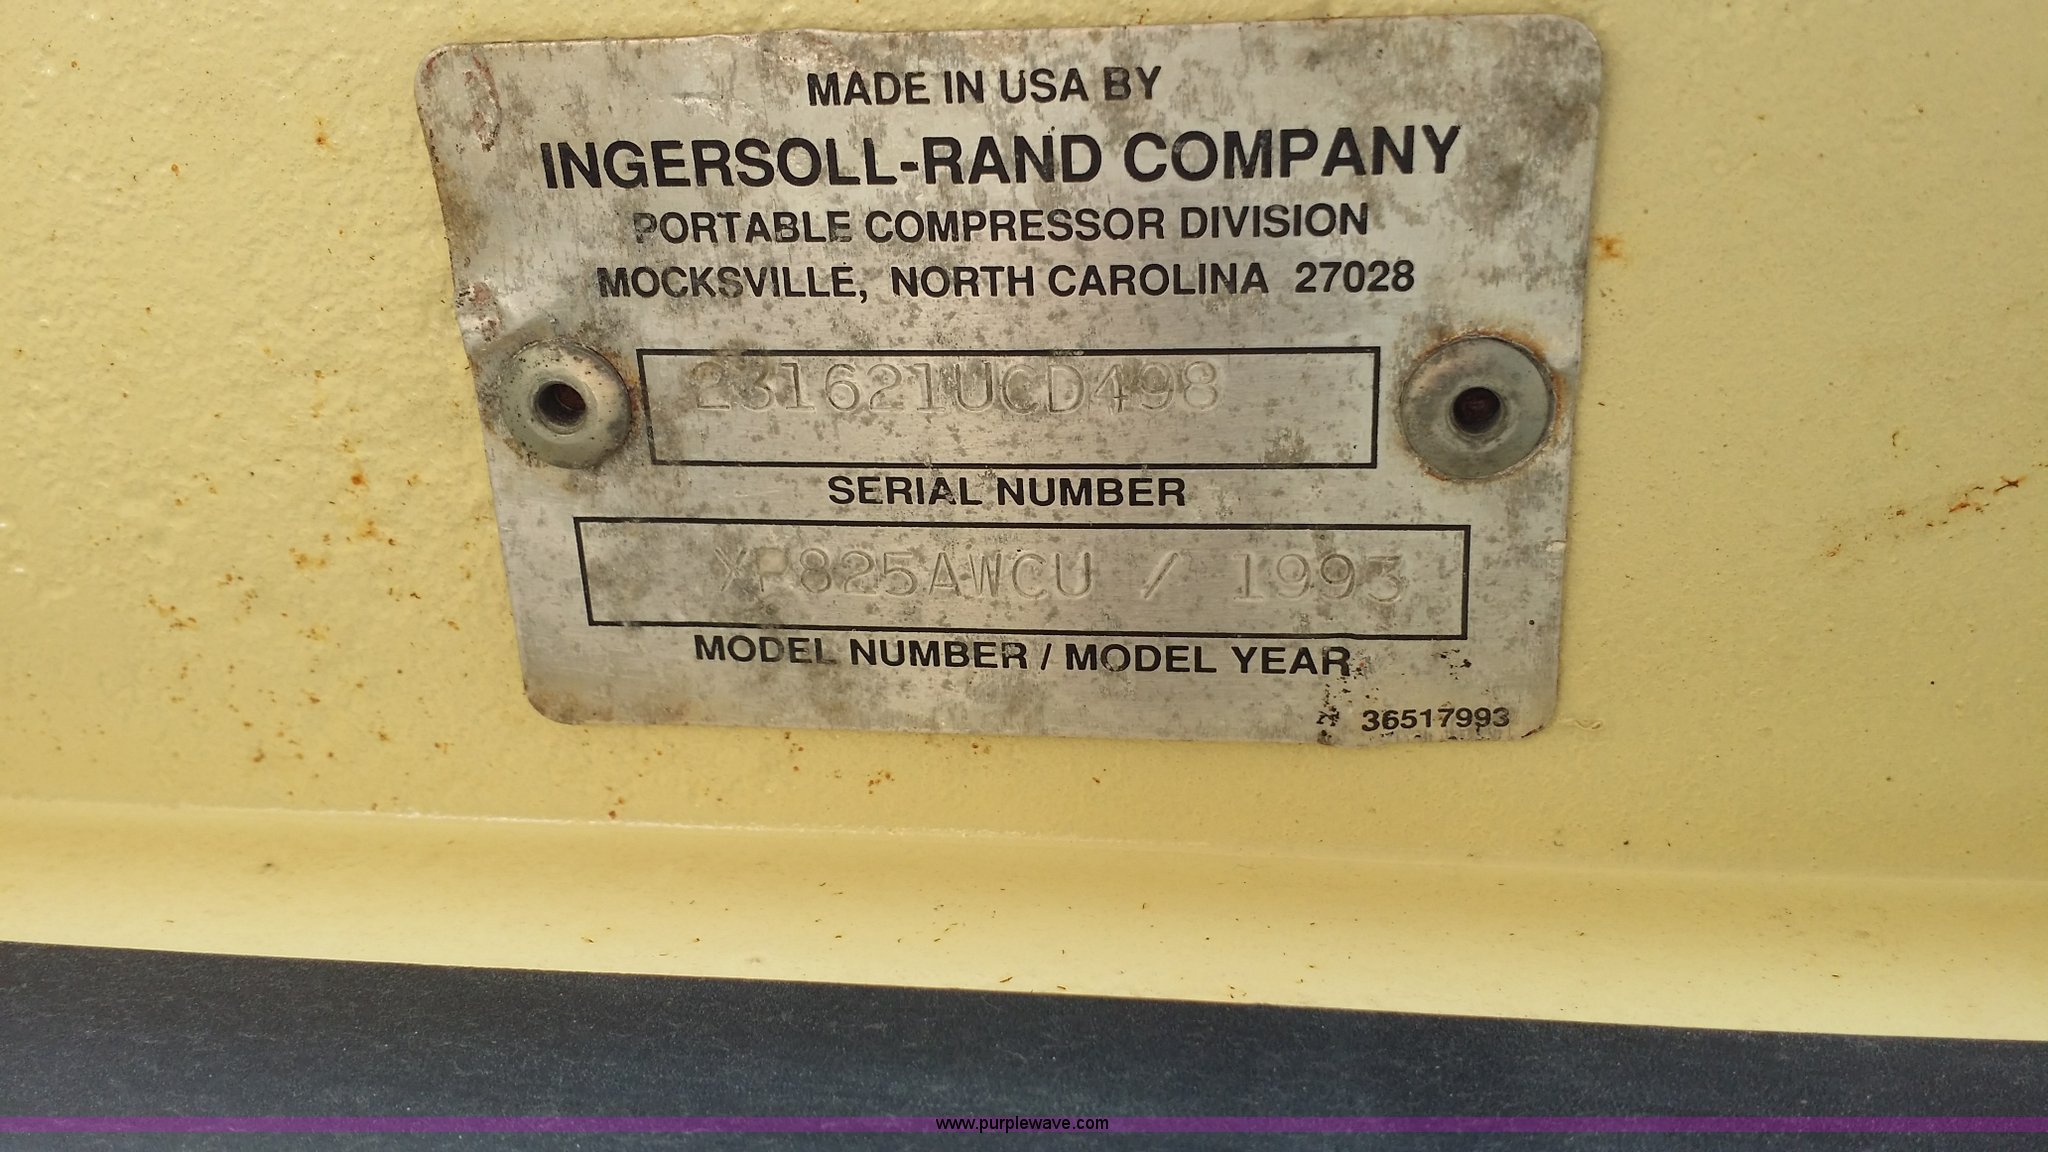 MADE IN USA BY
INGERSOLL-RAND COMPANY
PORTABLE COMPRESSOR DIVISION
MOCKSVILLE, NORTH CAROLINA 27028
231621UCD498
SERIAL NUMBER
XP825AWCU / 1993
MODEL NUMBER / MODEL YEAR
36517993
www.purplewave.com